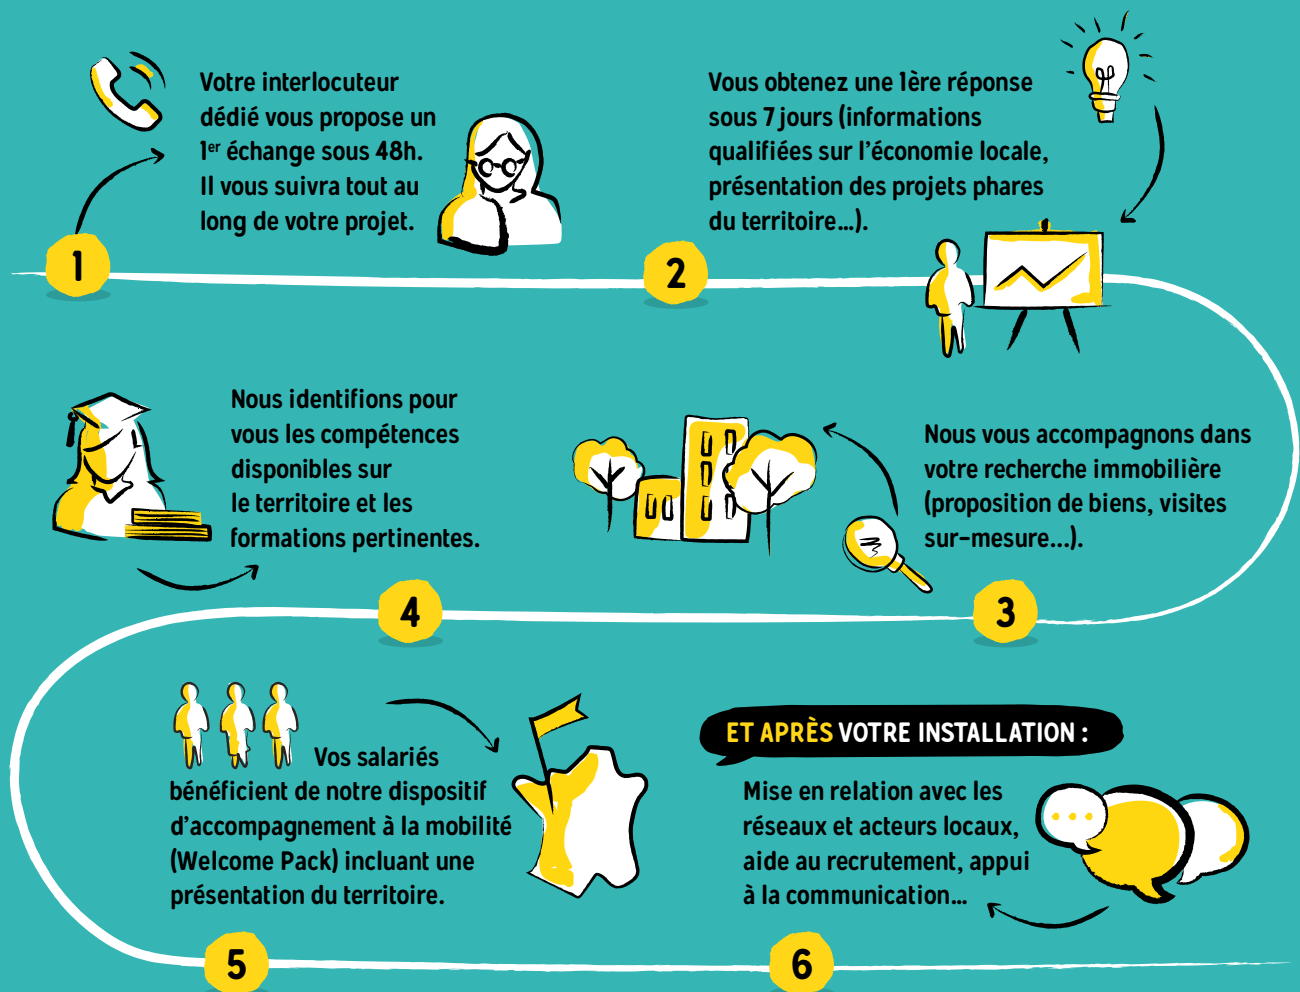 Votre interlocuteur
dédié vous propose un
1er échange sous 48h.
Il vous suivra tout au
long de votre projet.
1
Vous obtenez une 1ère réponse
sous 7 jours (informations
qualifiées sur l'économie locale,
présentation des projets phares
du territoire...).
2
Nous vous accompagnons dans
votre recherche immobilière
(proposition de biens, visites
sur-mesure...).
3
Nous identifions pour
vous les compétences
disponibles sur
le territoire et les
formations pertinentes.
4
Vos salariés
bénéficient de notre dispositif
d'accompagnement à la mobilité
(Welcome Pack) incluant une
présentation du territoire.
5
ET APRÈS VOTRE INSTALLATION :
Mise en relation avec les
réseaux et acteurs locaux,
aide au recrutement, appui
à la communication...
6